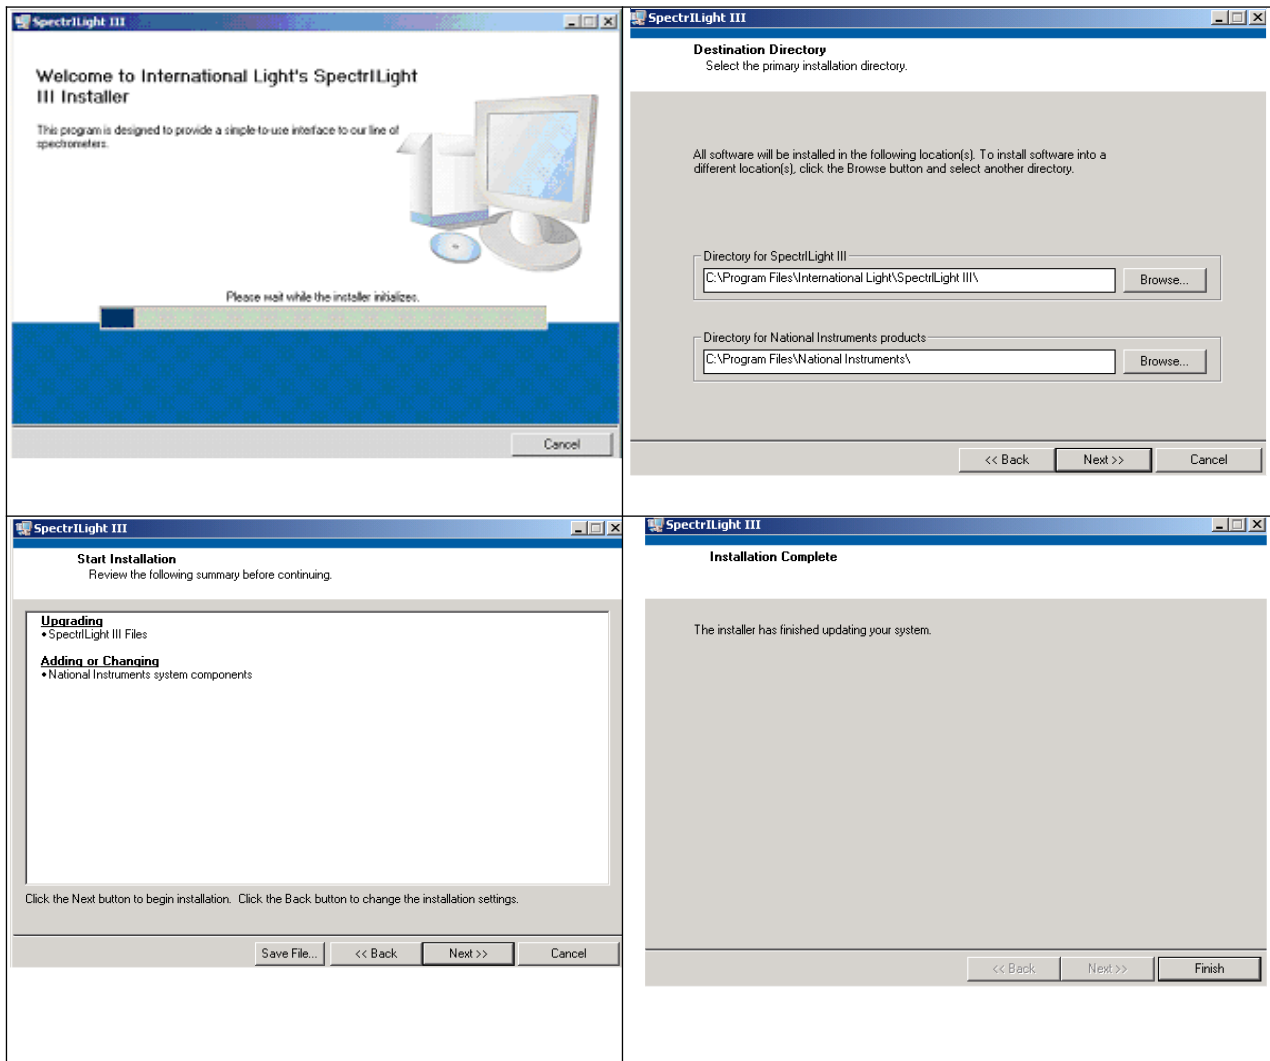 SpectrILight III
Welcome to International Light's SpectrILight
III Installer
This program is designed to provide a simple-to-use interface to our line of
spectrometers.
Please wait while the installer initializes.
Cancel
SpectrILight III
Destination Directory
Select the primary installation directory.
All software will be installed in the following location(s). To install software into a
different location(s), click the Browse button and select another directory.
Directory for SpectrILight III
C:\Program Files\International Light\SpectrILight III\
Browse...
Directory for National Instruments products
C:\Program Files\National Instruments\
Browse...
<< Back Next >> Cancel
SpectrILight III
Start Installation
Review the following summary before continuing.
Upgrading
• SpectrILight III Files
Adding or Changing
• National Instruments system components
Click the Next button to begin installation. Click the Back button to change the installation settings.
Save File... << Back Next >> Cancel
SpectrILight III
Installation Complete
The installer has finished updating your system.
<< Back Next >> Finish